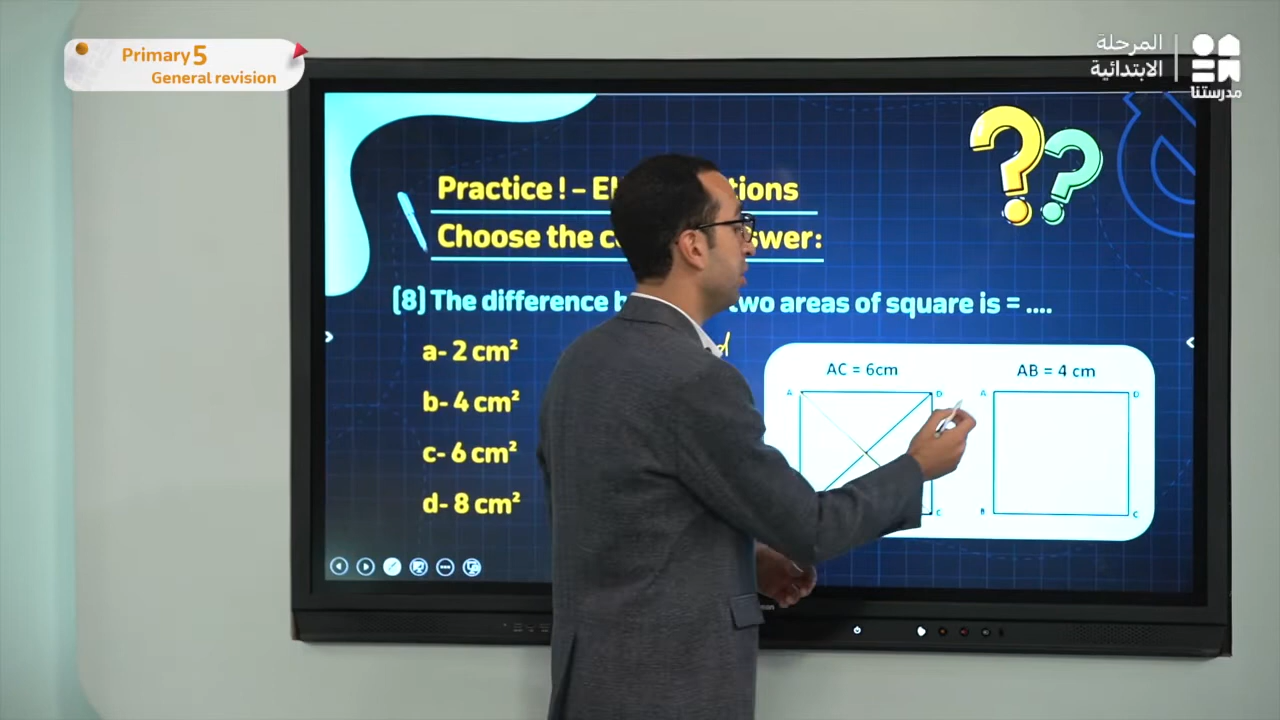 Primary 5
General revision
المرحلة
الابتدائية
مدرستنا
Practice ! - El
tions
Choose the
swer:
(8) The difference
two areas of square is = ....
a- 2 cm²
b- 4 cm²
c- 6 cm²
d- 8 cm²
AC = 6cm
A D
C
AB = 4 cm
A D
B C